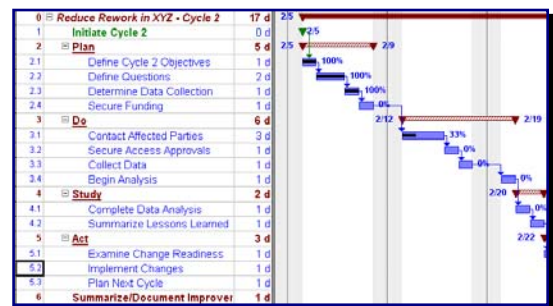 0 Reduce Rework in XYZ - Cycle 2 17 d 2/5
1 Initiate Cycle 2 0 d 2/5
2 Plan 5 d 2/5 2/9
2.1 Define Cycle 2 Objectives 1 d 100%
2.2 Define Questions 2 d 100%
2.3 Determine Data Collection 1 d 100%
2.4 Secure Funding 1 d 0%
3 Do 6 d 2/12 2/19
3.1 Contact Affected Parties 3 d 33%
3.2 Secure Access Approvals 1 d 0%
3.3 Collect Data 1 d 0%
3.4 Begin Analysis 1 d 0%
4 Study 2 d 2/20
4.1 Complete Data Analysis 1 d 0%
4.2 Summarize Lessons Learned 1 d
5 Act 3 d 2/22
5.1 Examine Change Readiness 1 d
5.2 Implement Changes 1 d
5.3 Plan Next Cycle 1 d
6 Summarize/Document Improver 1 d